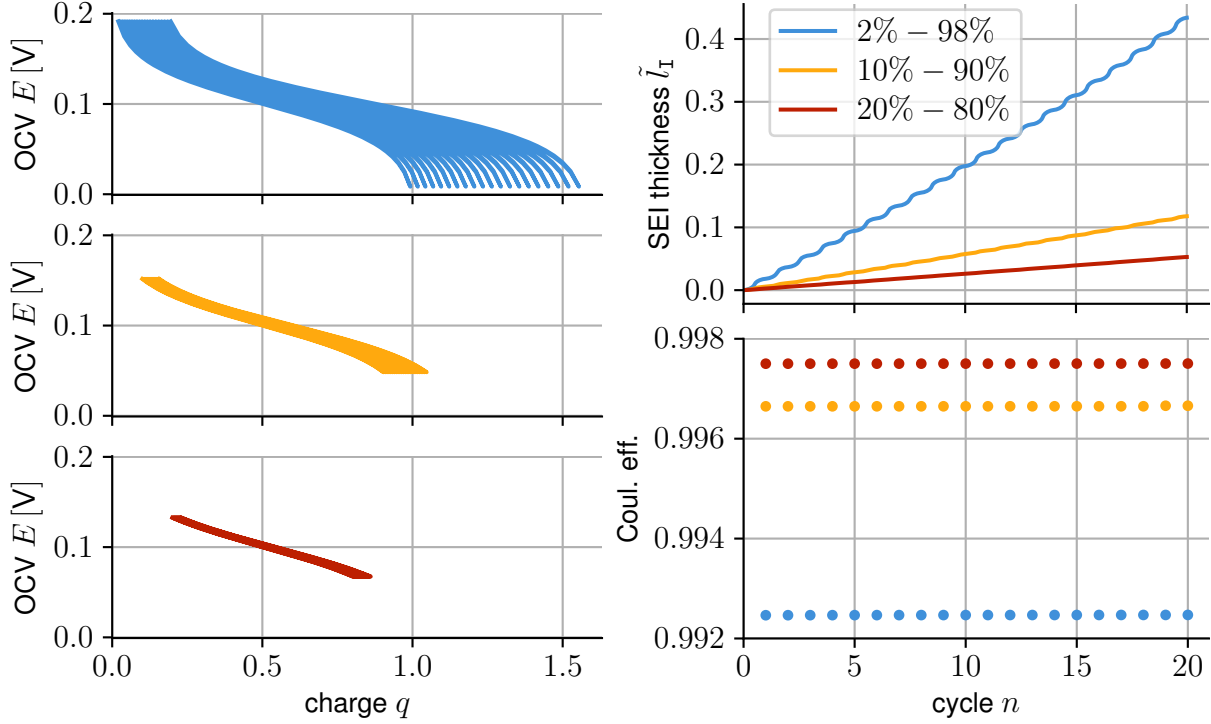 0.2
0.1
0.0
OCV E [V]
0.2
0.1
0.0
OCV E [V]
0.2
0.1
0.0
OCV E [V]
0.0
0.5
1.0
1.5
charge q
0.4
0.3
0.2
0.1
0.0
SEI thickness l̃_I
2% − 98%
10% − 90%
20% − 80%
0.998
0.996
0.994
0.992
Coul. eff.
0
5
10
15
20
cycle n